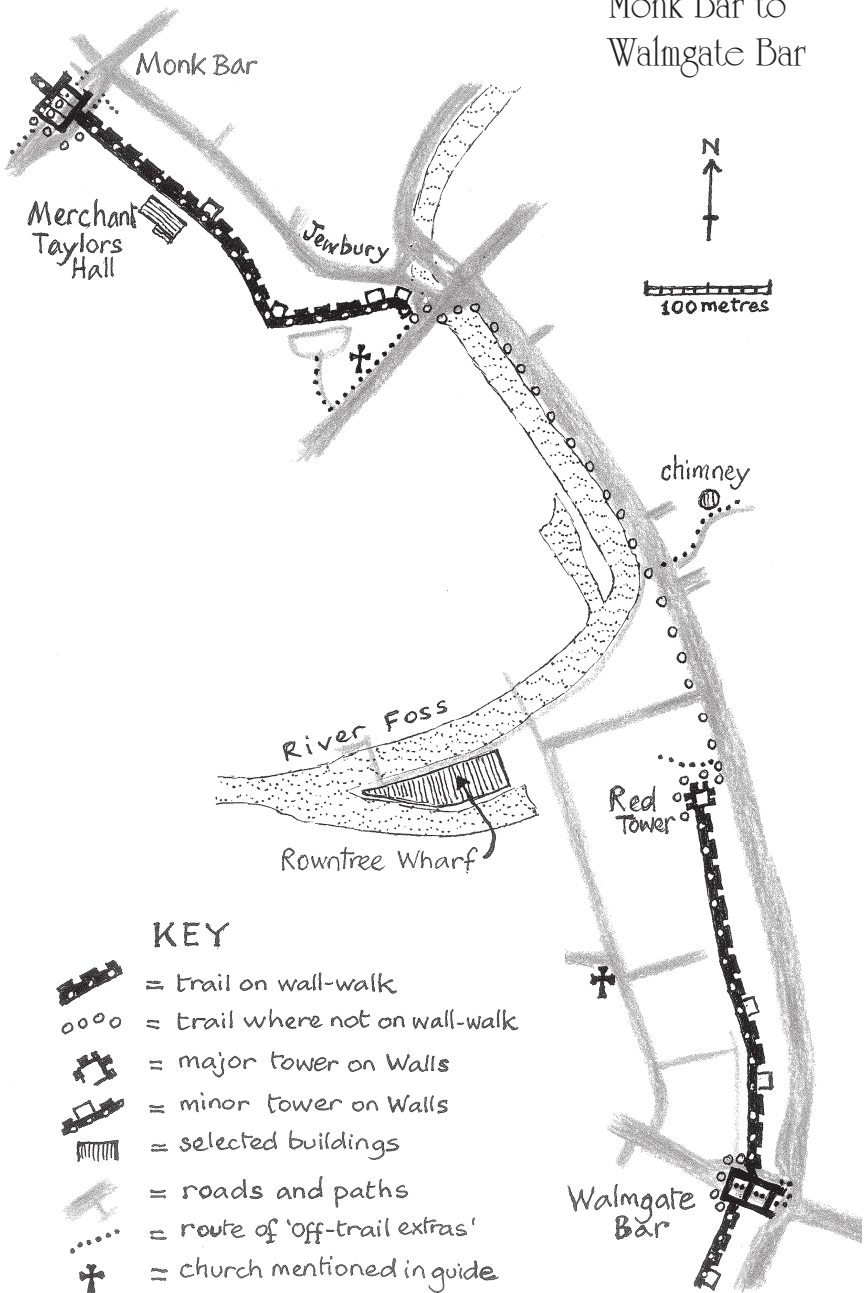 Monk Bar to
Walmgate Bar
Monk Bar
N
Merchant
Taylors
Hall
Jewbury
100 metres
chimney
River Foss
Red
Tower
Rowntree Wharf
KEY
= trail on wall-walk
= trail where not on wall-walk
= major tower on Walls
= minor tower on Walls
= selected buildings
= roads and paths
= route of 'off-trail extras'
= church mentioned in guide
Walmgate
Bar